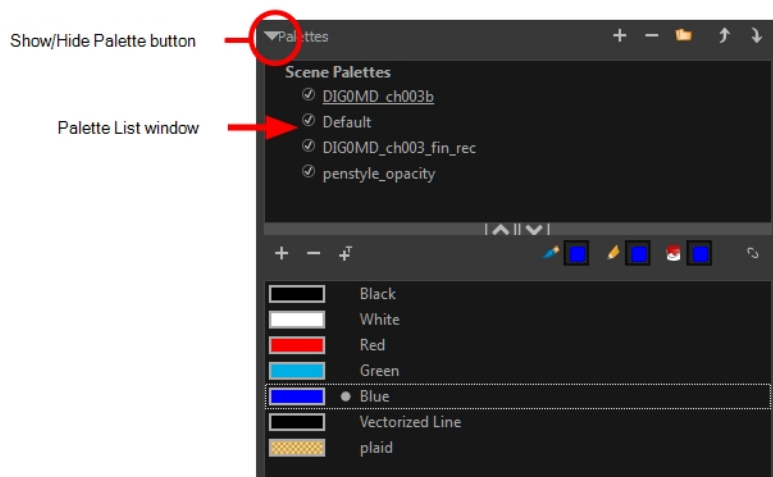 Show/Hide Palette button
Palettes
Scene Palettes
DIG0MD_ch003b
Palette List window
Default
DIG0MD_ch003_fin_rec
penstyle_opacity
Black
White
Red
Green
Blue
Vectorized Line
plaid